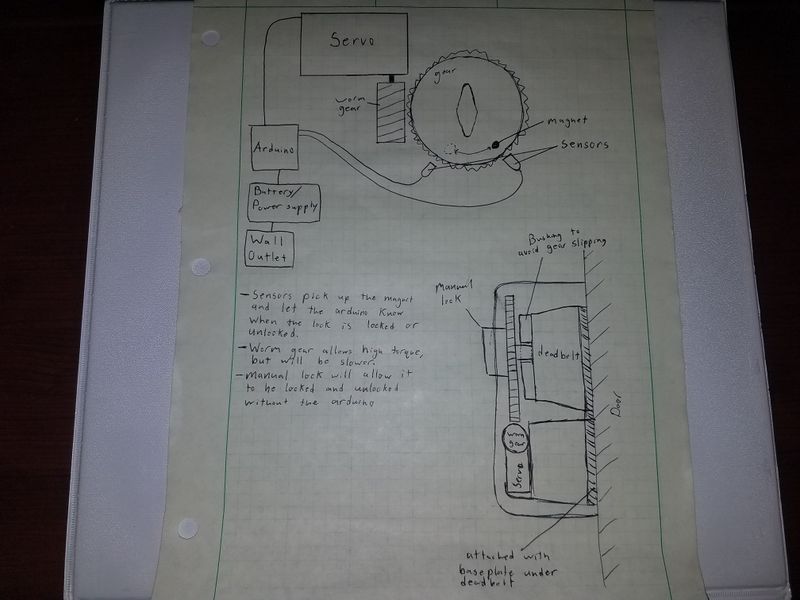 Servo
gear
worm
gear
magnet
Sensors
Arduino
Battery/
Power supply
Wall
Outlet
Bushing to
avoid gear slipping
Manual
lock
- Sensors pick up the magnet
and let the arduino know
when the lock is locked or
unlocked.
- Worm gear allows high torque,
but will be slower.
- Manual lock will allow it
to be locked and unlocked
without the arduino
deadbolt
Door
worm
gear
Servo
attached with
baseplate under
deadbolt